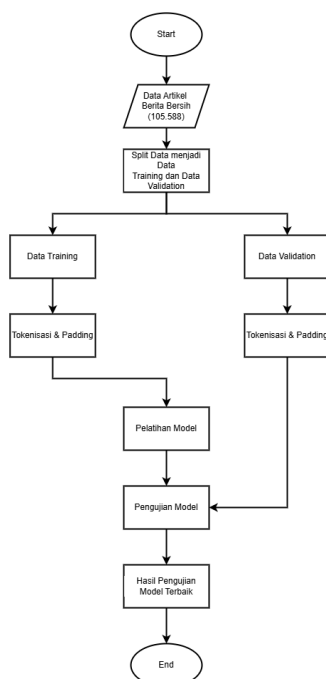 Start
Data Artikel
Berita Bersih
(105.588)
Split Data menjadi
Data
Training dan Data
Validation
Data Training
Data Validation
Tokenisasi & Padding
Tokenisasi & Padding
Pelatihan Model
Pengujian Model
Hasil Pengujian
Model Terbaik
End